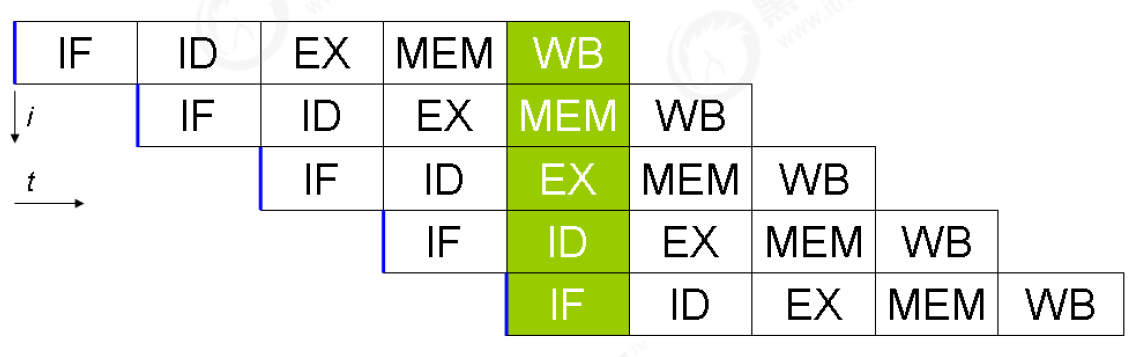 IF ID EX MEM WB
i IF ID EX MEM WB
t IF ID EX MEM WB
IF ID EX MEM WB
IF ID EX MEM WB